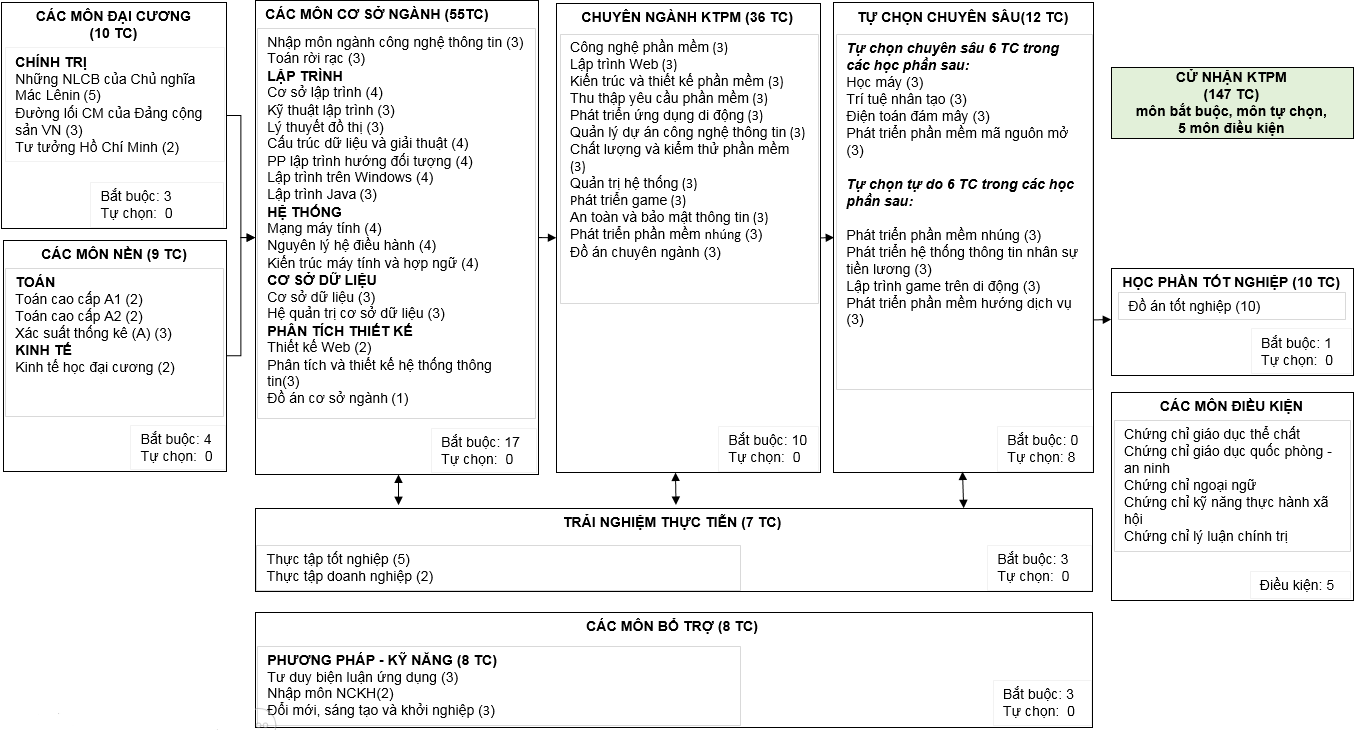 CÁC MÔN ĐẠI CƯƠNG
(10 TC)
CHÍNH TRỊ
Những NLCB của Chủ nghĩa
Mác Lênin (5)
Đường lối CM của Đảng cộng
sản VN (3)
Tư tưởng Hồ Chí Minh (2)
Bắt buộc: 3
Tự chọn: 0
CÁC MÔN NỀN (9 TC)
TOÁN
Toán cao cấp A1 (2)
Toán cao cấp A2 (2)
Xác suất thống kê (A) (3)
KINH TẾ
Kinh tế học đại cương (2)
Bắt buộc: 4
Tự chọn: 0
CÁC MÔN CƠ SỞ NGÀNH (55TC)
Nhập môn ngành công nghệ thông tin (3)
Toán rời rạc (3)
LẬP TRÌNH
Cơ sở lập trình (4)
Kỹ thuật lập trình (3)
Lý thuyết đồ thị (3)
Cấu trúc dữ liệu và giải thuật (4)
PP lập trình hướng đối tượng (4)
Lập trình trên Windows (4)
Lập trình Java (3)
HỆ THỐNG
Mạng máy tính (4)
Nguyên lý hệ điều hành (4)
Kiến trúc máy tính và hợp ngữ (4)
CƠ SỞ DỮ LIỆU
Cơ sở dữ liệu (3)
Hệ quản trị cơ sở dữ liệu (3)
PHÂN TÍCH THIẾT KẾ
Thiết kế Web (2)
Phân tích và thiết kế hệ thống thông
tin(3)
Đồ án cơ sở ngành (1)
Bắt buộc: 17
Tự chọn: 0
CHUYÊN NGÀNH KTPM (36 TC)
Công nghệ phần mềm (3)
Lập trình Web (3)
Kiến trúc và thiết kế phần mềm (3)
Thu thập yêu cầu phần mềm (3)
Phát triển ứng dụng di động (3)
Quản lý dự án công nghệ thông tin (3)
Chất lượng và kiểm thử phần mềm
(3)
Quản trị hệ thống (3)
Phát triển game (3)
An toàn và bảo mật thông tin (3)
Phát triển phần mềm nhúng (3)
Đồ án chuyên ngành (3)
Bắt buộc: 10
Tự chọn: 0
TỰ CHỌN CHUYÊN SÂU(12 TC)
Tự chọn chuyên sâu 6 TC trong
các học phần sau:
Học máy (3)
Trí tuệ nhân tạo (3)
Điện toán đám mây (3)
Phát triển phần mềm mã nguồn mở
(3)
Tự chọn tự do 6 TC trong các học
phần sau:
Phát triển phần mềm nhúng (3)
Phát triển hệ thống thông tin nhân sự
tiền lương (3)
Lập trình game trên di động (3)
Phát triển phần mềm hướng dịch vụ
(3)
Bắt buộc: 0
Tự chọn: 8
CỬ NHẬN KTPM
(147 TC)
môn bắt buộc, môn tự chọn,
5 môn điều kiện
HỌC PHẦN TỐT NGHIỆP (10 TC)
Đồ án tốt nghiệp (10)
Bắt buộc: 1
Tự chọn: 0
CÁC MÔN ĐIỀU KIỆN
Chứng chỉ giáo dục thể chất
Chứng chỉ giáo dục quốc phòng -
an ninh
Chứng chỉ ngoại ngữ
Chứng chỉ kỹ năng thực hành xã
hội
Chứng chỉ lý luận chính trị
Điều kiện: 5
TRẢI NGHIỆM THỰC TIỄN (7 TC)
Thực tập tốt nghiệp (5)
Thực tập doanh nghiệp (2)
Bắt buộc: 3
Tự chọn: 0
CÁC MÔN BỔ TRỢ (8 TC)
PHƯƠNG PHÁP - KỸ NĂNG (8 TC)
Tư duy biện luận ứng dụng (3)
Nhập môn NCKH(2)
Đổi mới, sáng tạo và khởi nghiệp (3)
Bắt buộc: 3
Tự chọn: 0